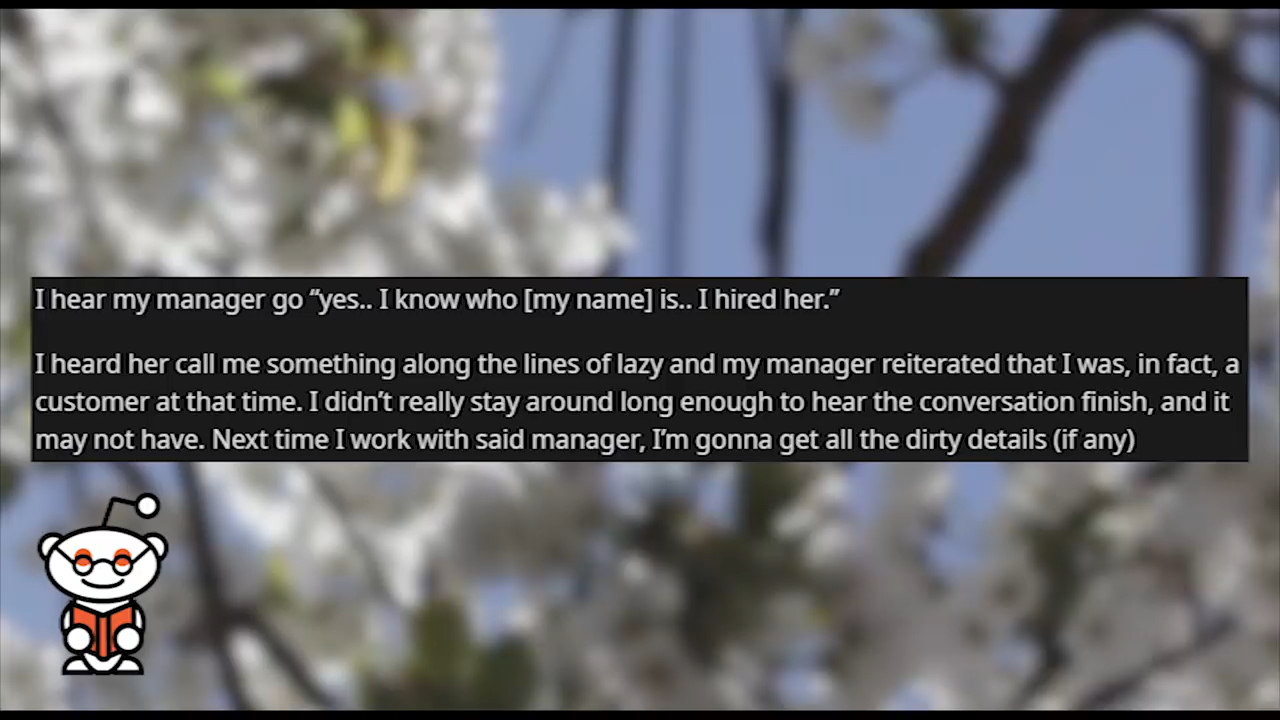 I hear my manager go “yes.. I know who [my name] is.. I hired her.”
I heard her call me something along the lines of lazy and my manager reiterated that I was, in fact, a
customer at that time. I didn’t really stay around long enough to hear the conversation finish, and it
may not have. Next time I work with said manager, I’m gonna get all the dirty details (if any)